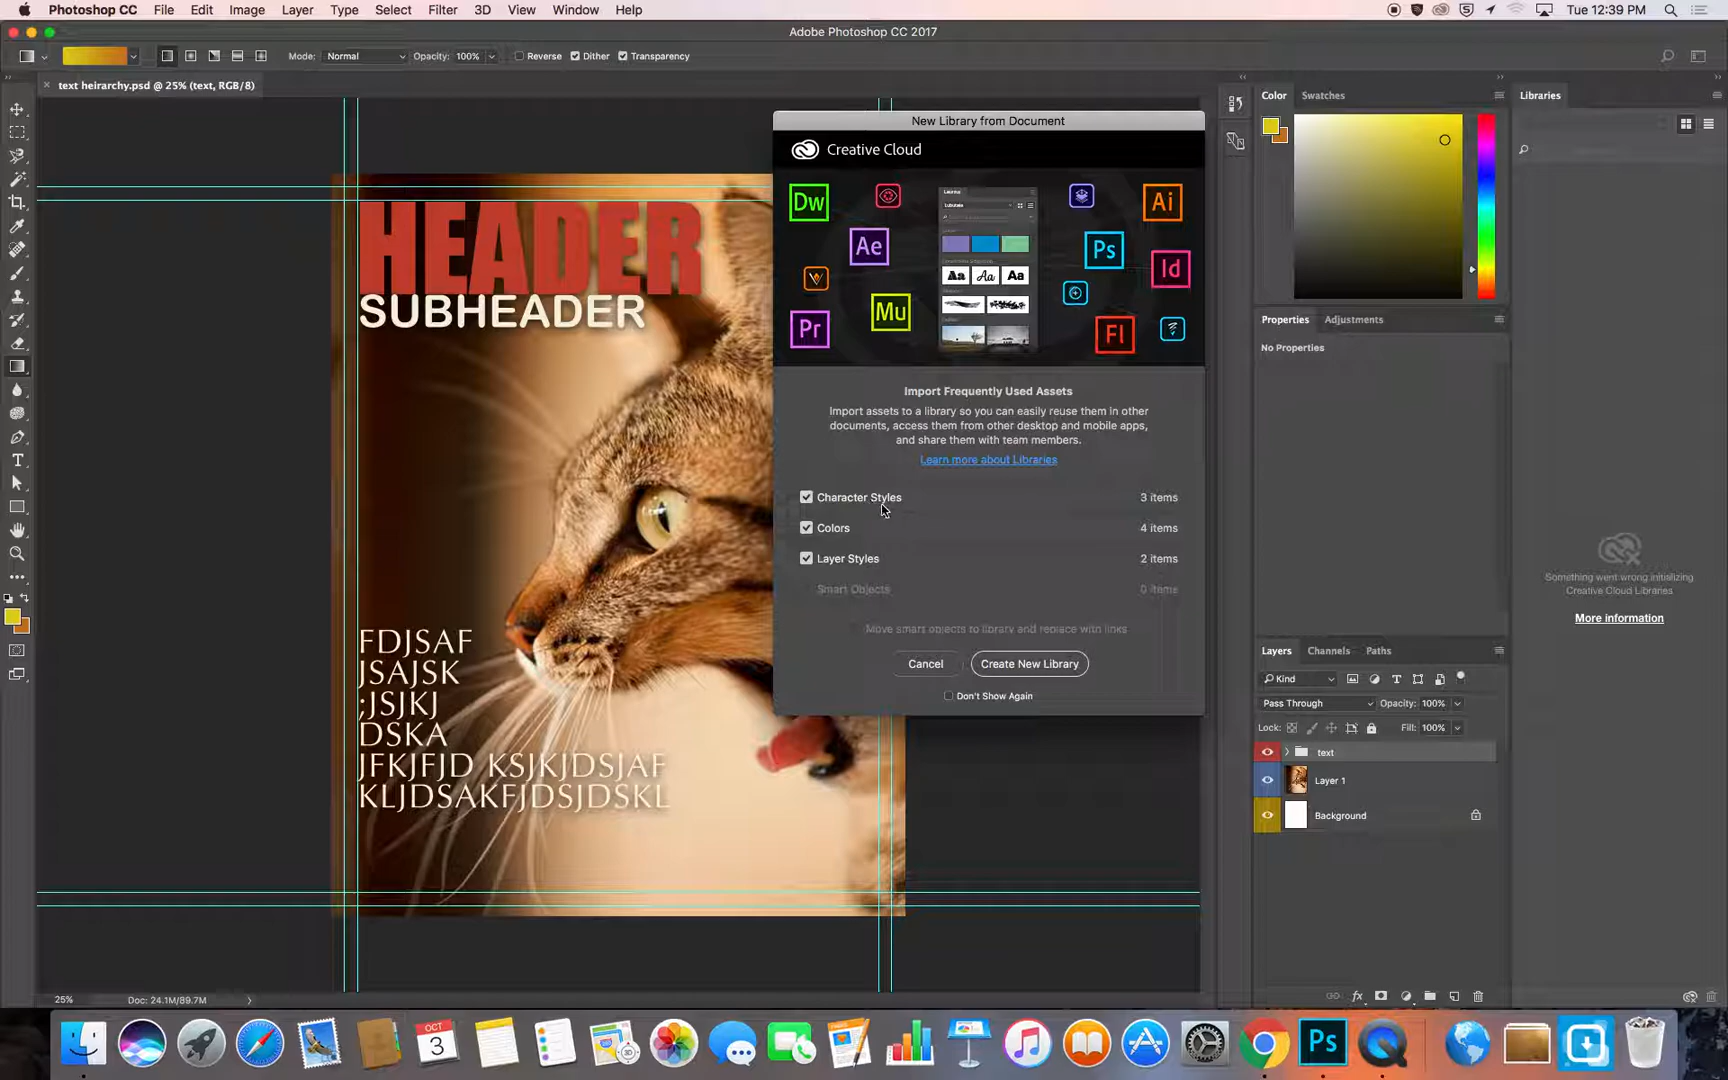 Photoshop CC File Edit Image Layer Type Select Filter 3D View Window Help Tue 12:39 PM
Adobe Photoshop CC 2017
Mode: Normal Opacity: 100% Reverse Dither Transparency
× text heirarchy.psd @ 25% (text, RGB/8)
HEADER
SUBHEADER
FDJSAF
JSAJSK
;JSJKJ
DSKA
JFKJFJD KSJKJDSJAF
KLJDSAKFJDSJDSKL
New Library from Document
Creative Cloud
Dw Ai
Ae Ps
Id
Mu
Pr Fl
Aa Aa Aa
Import Frequently Used Assets
Import assets to a library so you can easily reuse them in other
documents, access them from other desktop and mobile apps,
and share them with team members.
Learn more about Libraries
Character Styles 3 items
Colors 4 items
Layer Styles 2 items
Smart Objects 0 items
Move smart objects to library and replace with links
Cancel Create New Library
Don't Show Again
Color Swatches
Properties Adjustments
No Properties
Libraries
Something went wrong initializing
Creative Cloud Libraries
More information
Layers Channels Paths
Kind
Pass Through Opacity: 100%
Lock: Fill: 100%
text
Layer 1
Background
fx
25% Doc: 24.1M/89.7M
OCT
3
3D
Ps